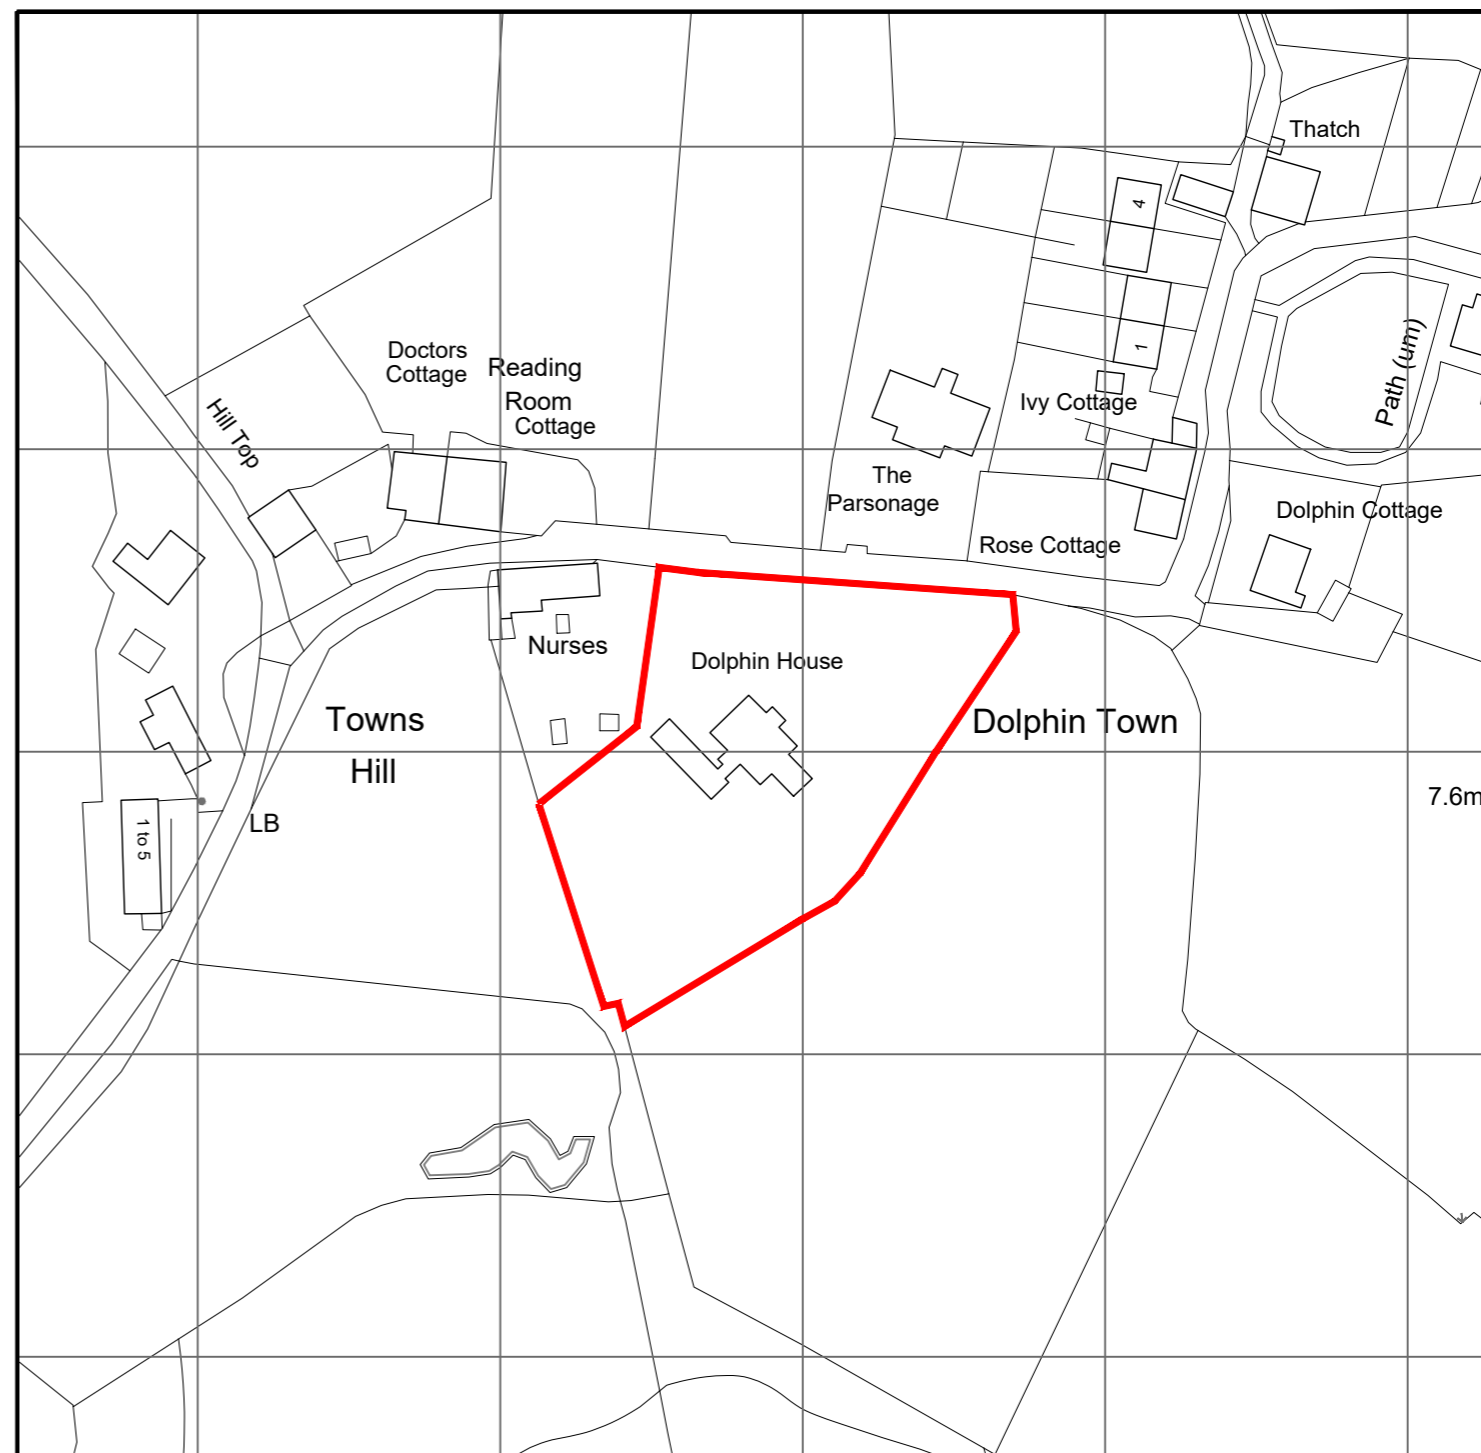 Thatch
4
Path (um)
1
Doctors
Cottage
Reading
Room
Cottage
Hill Top
Ivy Cottage
The
Parsonage
Dolphin Cottage
Rose Cottage
Nurses
Dolphin House
Towns
Hill
Dolphin Town
7.6m
LB
1 to 5